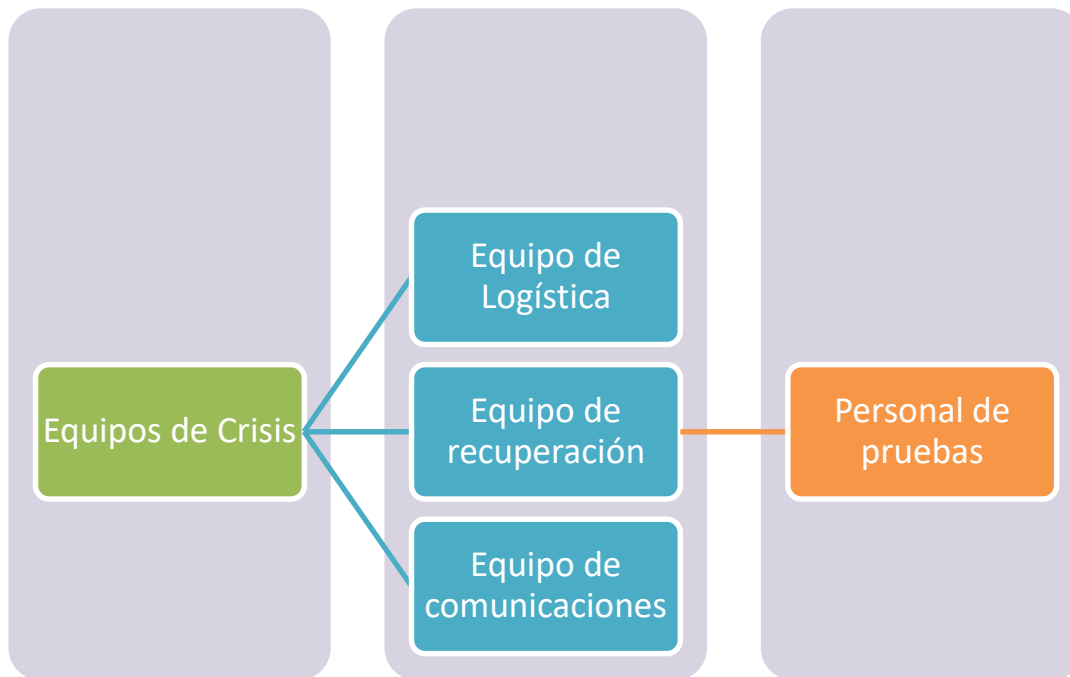 Equipos de Crisis
Equipo de
Logística
Equipo de
recuperación
Equipo de
comunicaciones
Personal de
pruebas